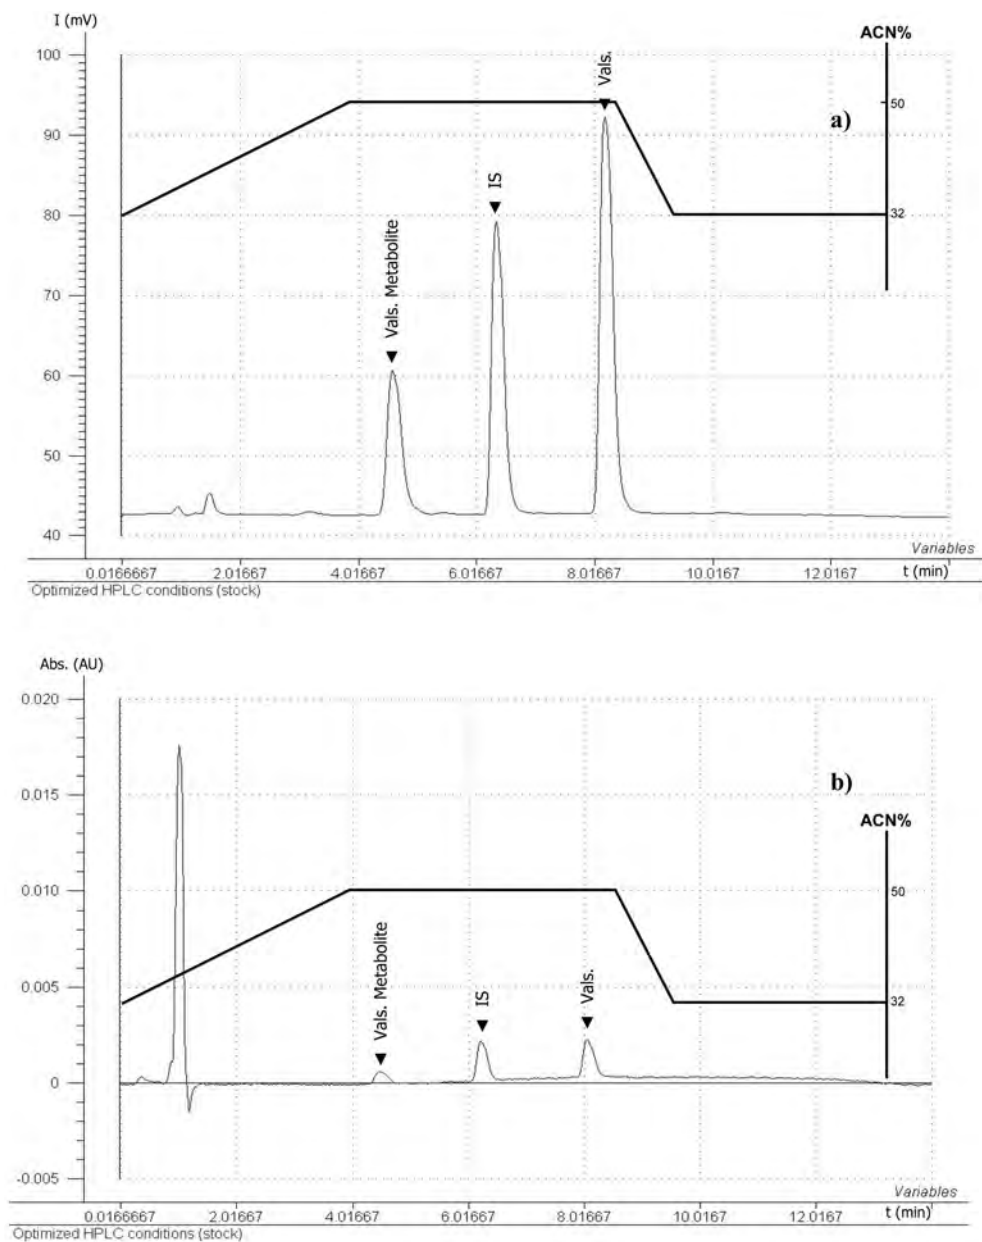 I (mV)
100
90
80
70
60
50
40
Vals. Metabolite
IS
Vals.
a)
ACN%
50
32
Variables
0.0166667 2.01667 4.01667 6.01667 8.01667 10.0167 12.0167 t (min)
Optimized HPLC conditions (stock)
Abs. (AU)
0.020
0.015
0.010
0.005
0
-0.005
Vals. Metabolite
IS
Vals.
b)
ACN%
50
32
Variables
0.0166667 2.01667 4.01667 6.01667 8.01667 10.0167 12.0167 t (min)
Optimized HPLC conditions (stock)